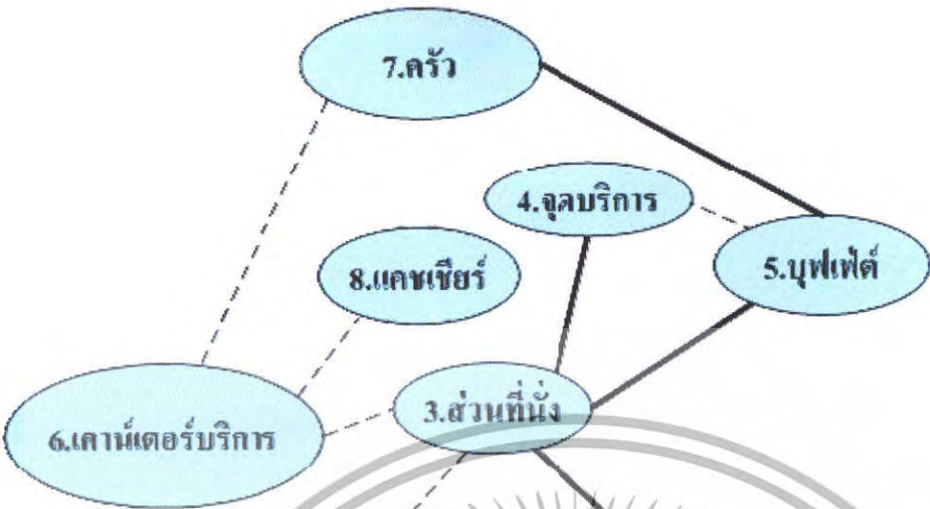 7.ครัว
4.จุดบริการ
5.บุฟเฟ่ต์
8.แคชเชียร์
3.ส่วนที่นั่ง
6.เคาน์เตอร์บริการ